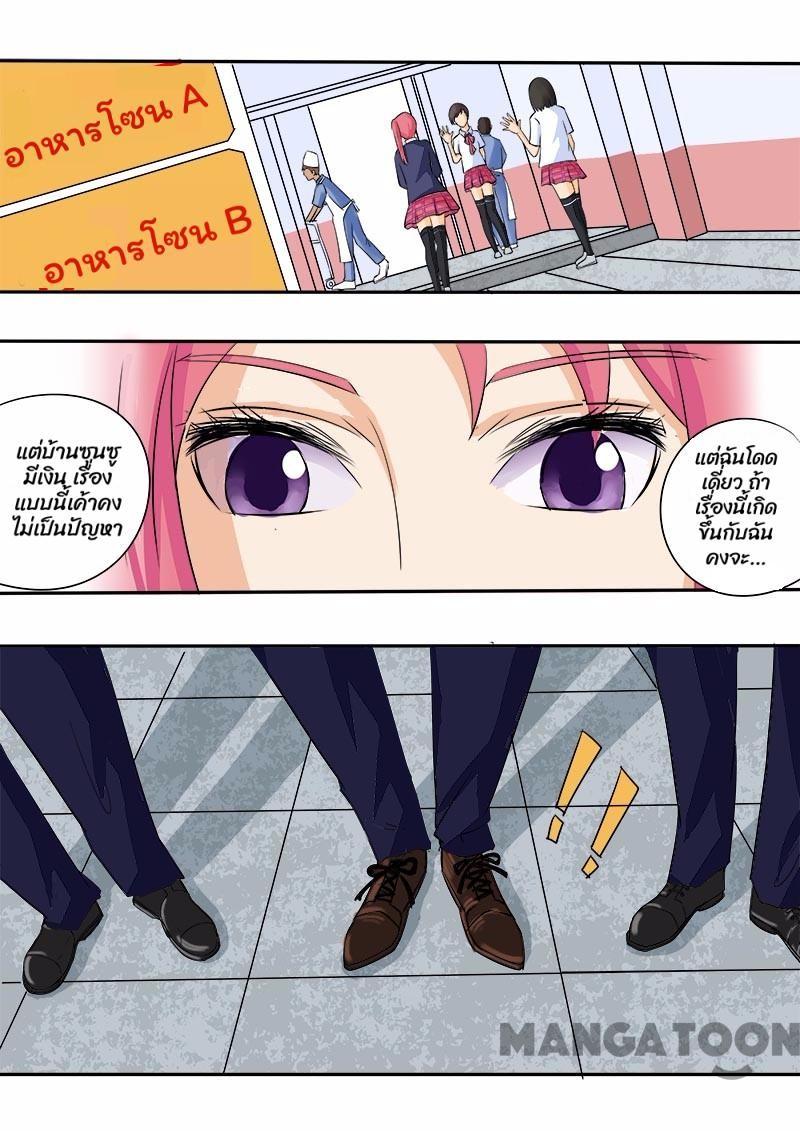 อาหารโซน A
อาหารโซน B
แต่บ้านซูนซู
มีเงิน เรื่อง
แบบนี้เค้าคง
ไม่เป็นปัญหา
แต่ฉันโดด
เดี่ยว ถ้า
เรื่องนี้เกิด
ขึ้นกับฉัน
คงจะ...
!!
MANGATOON